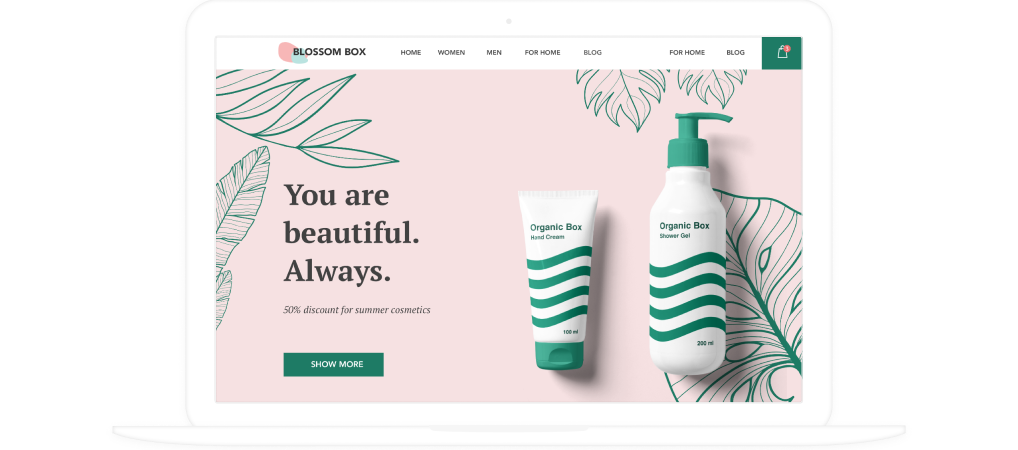 BLOSSOM BOX
HOME WOMEN MEN FOR HOME BLOG FOR HOME BLOG
1
You are
beautiful.
Always.
50% discount for summer cosmetics
SHOW MORE
Organic Box
Hand Cream
100 ml
Organic Box
Shower Gel
200 ml